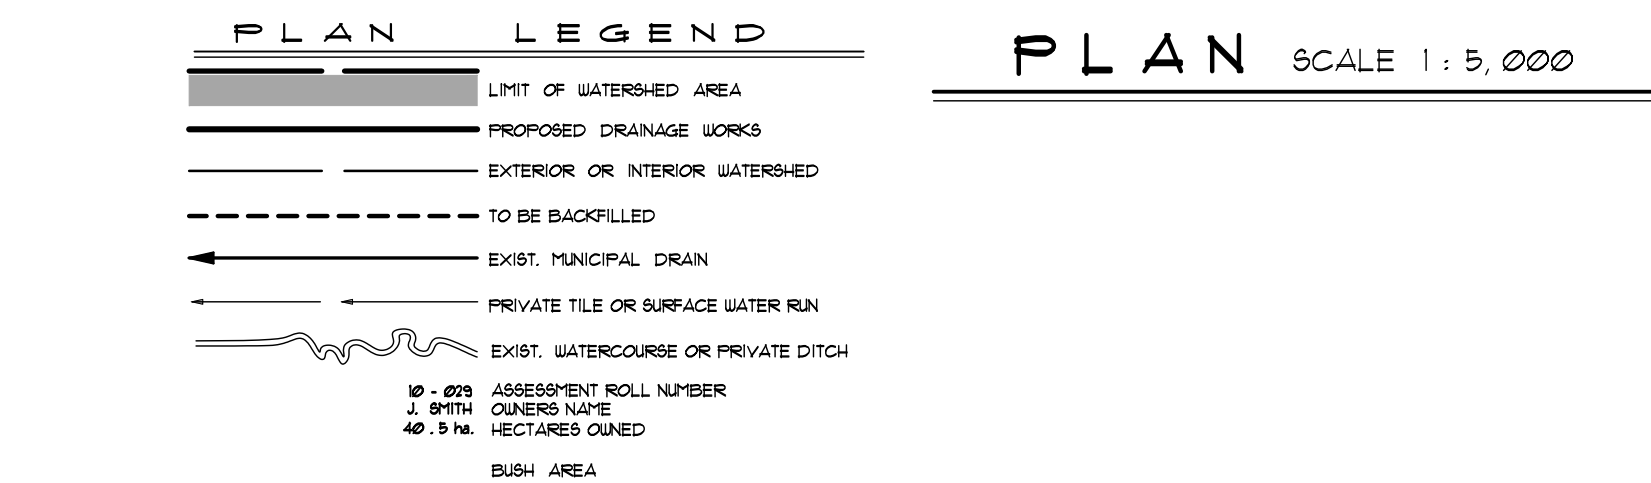 PLAN LEGEND
LIMIT OF WATERSHED AREA
PROPOSED DRAINAGE WORKS
EXTERIOR OR INTERIOR WATERSHED
TO BE BACKFILLED
EXIST. MUNICIPAL DRAIN
PRIVATE TILE OR SURFACE WATER RUN
EXIST. WATERCOURSE OR PRIVATE DITCH
10 - 029 ASSESSMENT ROLL NUMBER
J. SMITH OWNERS NAME
40.5 ha. HECTARES OWNED
BUSH AREA
PLAN SCALE 1 : 5,000